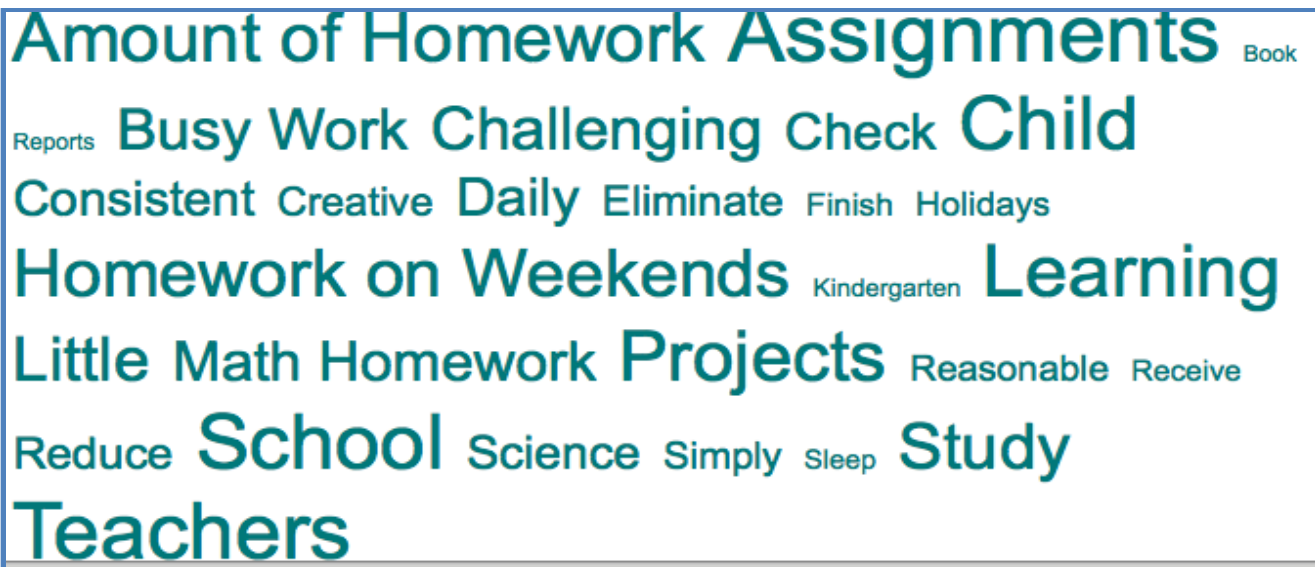 Amount of Homework Assignments Book
Reports Busy Work Challenging Check Child
Consistent Creative Daily Eliminate Finish Holidays
Homework on Weekends Kindergarten Learning
Little Math Homework Projects Reasonable Receive
Reduce School Science Simply Sleep Study
Teachers